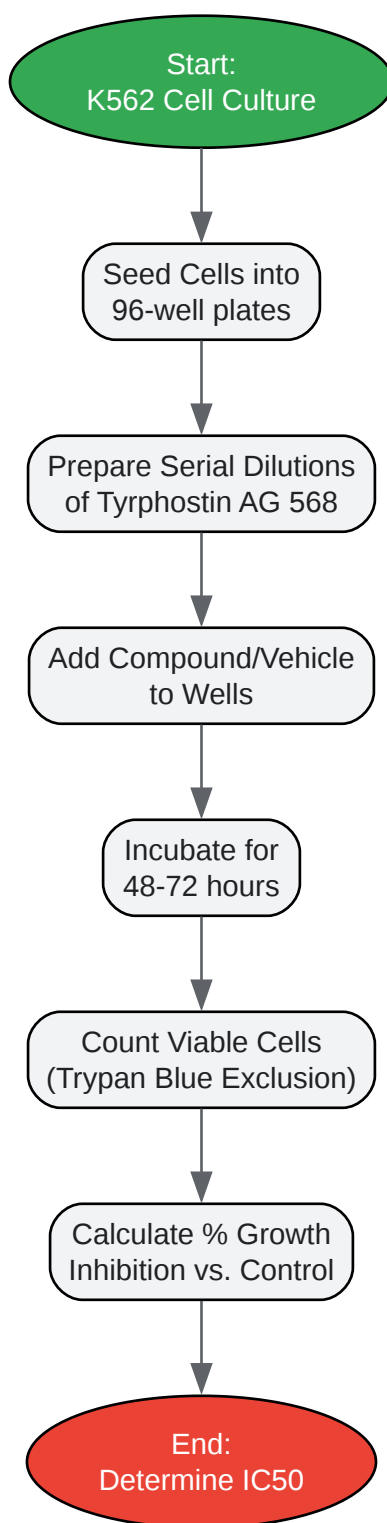 Start:
K562 Cell Culture
Seed Cells into
96-well plates
Prepare Serial Dilutions
of Tyrphostin AG 568
Add Compound/Vehicle
to Wells
Incubate for
48-72 hours
Count Viable Cells
(Trypan Blue Exclusion)
Calculate % Growth
Inhibition vs. Control
End:
Determine IC50